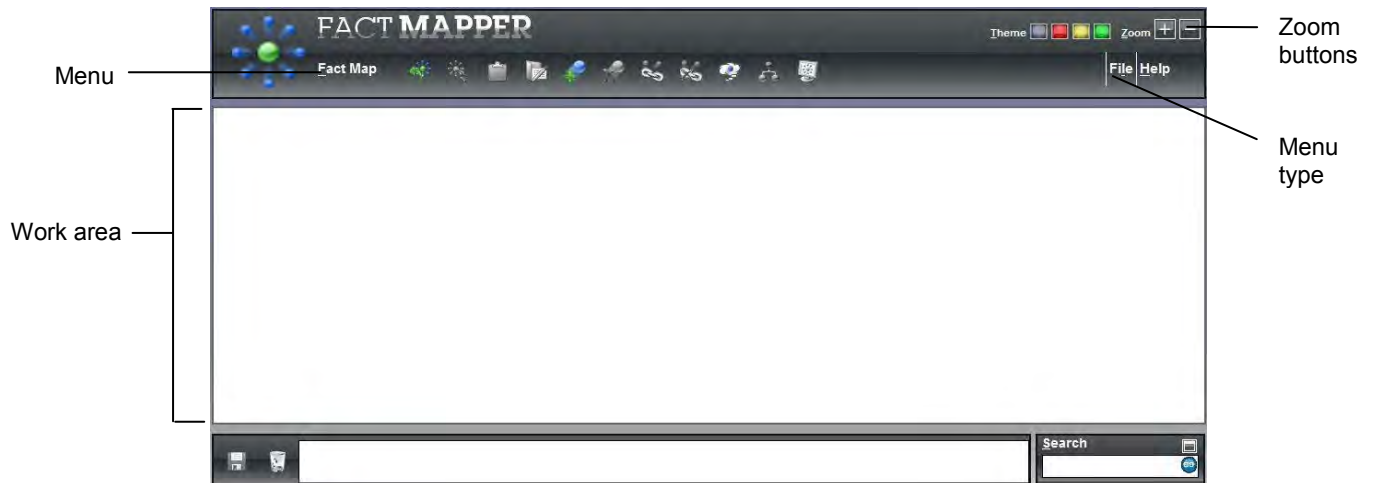 FACT MAPPER
Theme
Zoom
Zoom
buttons
Menu
Fact Map
File
Help
Menu
type
Work area
Search